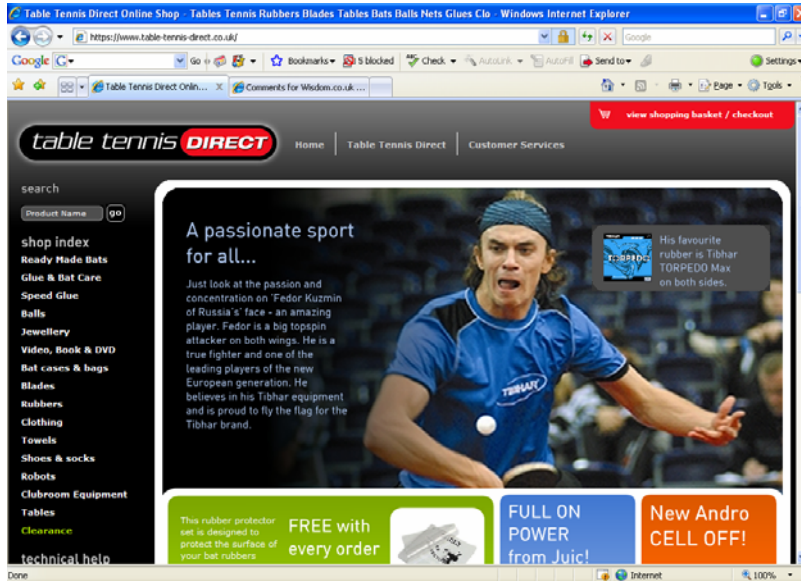 Table Tennis Direct Online Shop - Tables Tennis Rubbers Blades Tables Bats Balls Nets Glues Clo - Windows Internet Explorer
https://www.table-tennis-direct.co.uk/
Google
Google
Go
Bookmarks
5 blocked
Check
AutoLink
AutoFill
Send to
Settings
Table Tennis Direct Onlin... X
Comments for Wisdom.co.uk ...
Page
Tools
view shopping basket / checkout
table tennis DIRECT
Home
Table Tennis Direct
Customer Services
search
Product Name
go
shop index
Ready Made Bats
Glue & Bat Care
Speed Glue
Balls
Jewellery
Video, Book & DVD
Bat cases & bags
Blades
Rubbers
Clothing
Towels
Shoes & socks
Robots
Clubroom Equipment
Tables
Clearance
technical help
A passionate sport
for all...
Just look at the passion and
concentration on 'Fedor Kuzmin
of Russia's' face - an amazing
player. Fedor is a big topspin
attacker on both wings. He is a
true fighter and one of the
leading players of the new
European generation. He
believes in his Tibhar equipment
and is proud to fly the flag for the
Tibhar brand.
TORPEDO
His favourite
rubber is Tibhar
TORPEDO Max
on both sides.
TIBHAR
This rubber protector
set is designed to
protect the surface of
your bat rubbers
FREE with
every order
FULL ON
POWER
from Juic!
New Andro
CELL OFF!
Done
Internet
100%